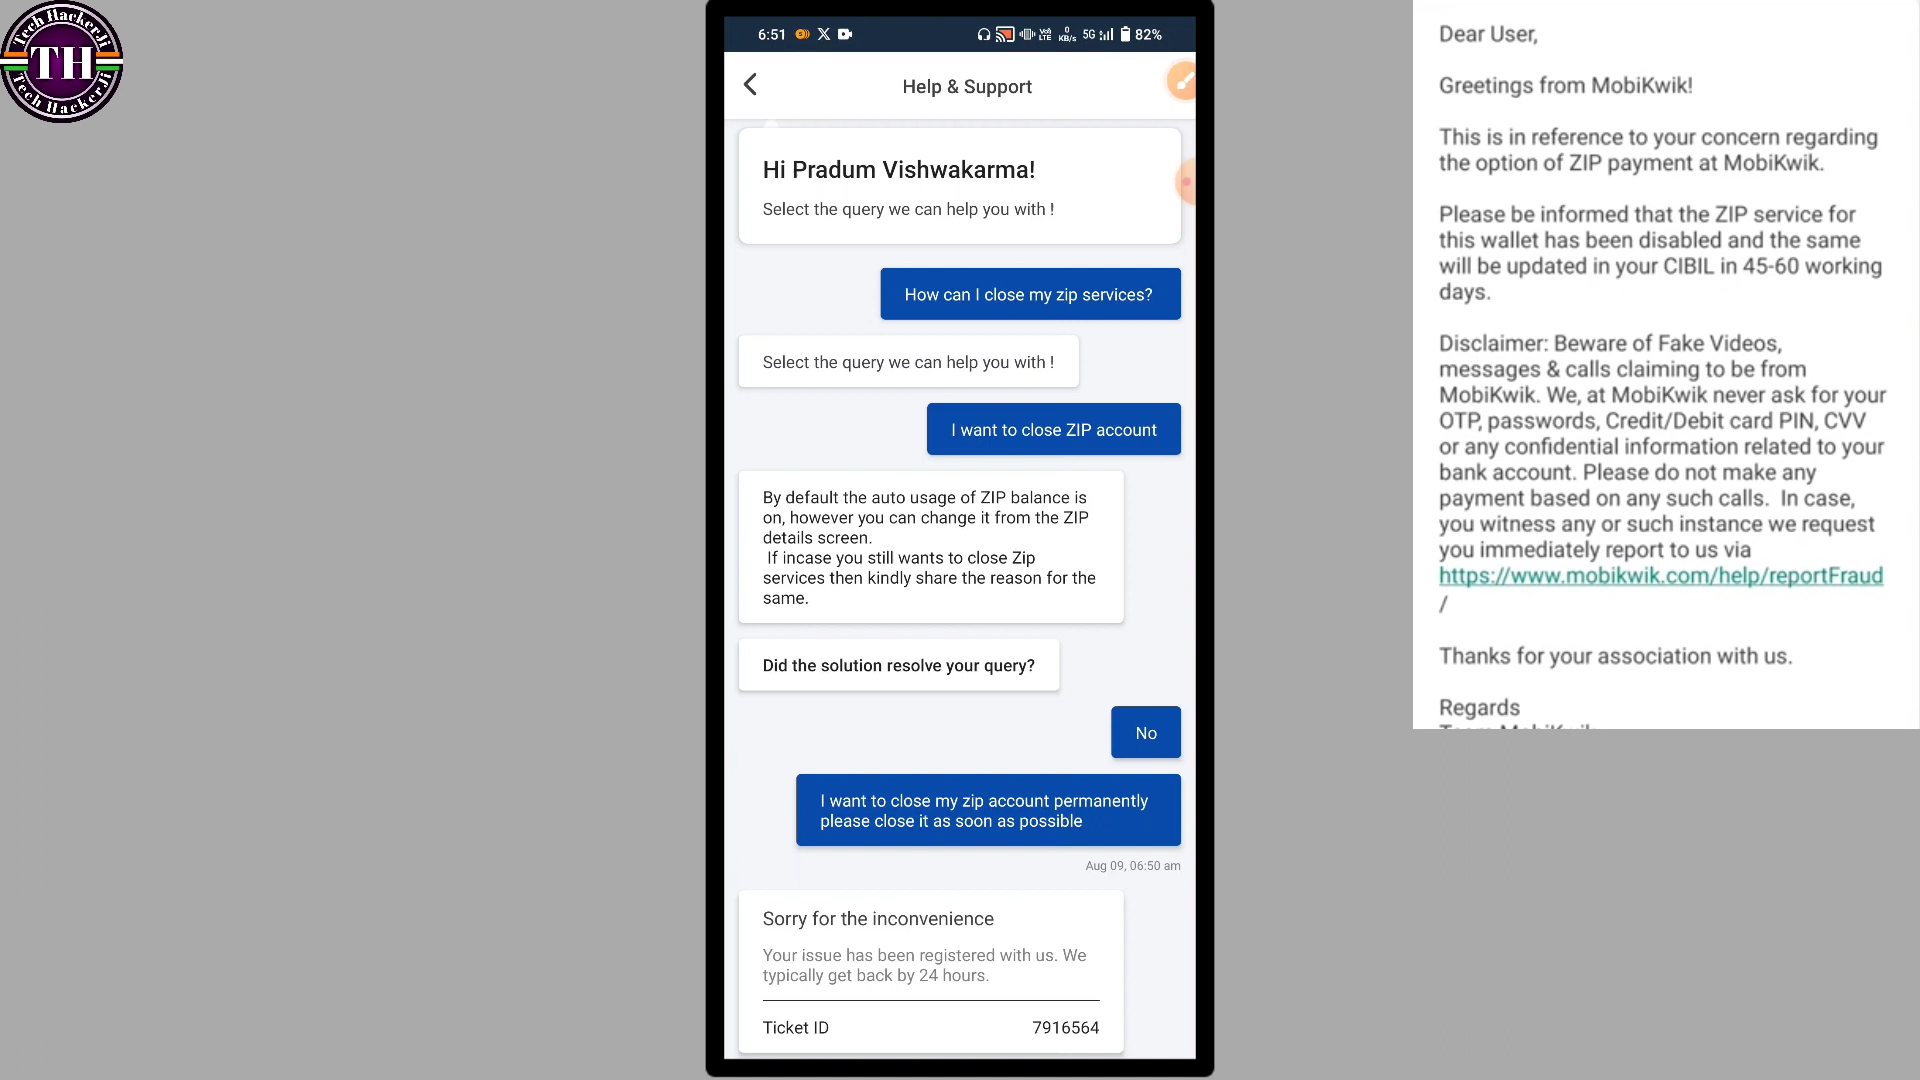 Tech HackerJi
TH
Tech HackerJi
6:51
X
Vo))
LTE
0
KB/s
5G
82%
Help & Support
Hi Pradum Vishwakarma!
Select the query we can help you with !
How can I close my zip services?
Select the query we can help you with !
I want to close ZIP account
By default the auto usage of ZIP balance is
on, however you can change it from the ZIP
details screen.
If incase you still wants to close Zip
services then kindly share the reason for the
same.
Did the solution resolve your query?
No
I want to close my zip account permanently
please close it as soon as possible
Aug 09, 06:50 am
Sorry for the inconvenience
Your issue has been registered with us. We
typically get back by 24 hours.
Ticket ID 7916564
Dear User,
Greetings from MobiKwik!
This is in reference to your concern regarding
the option of ZIP payment at MobiKwik.
Please be informed that the ZIP service for
this wallet has been disabled and the same
will be updated in your CIBIL in 45-60 working
days.
Disclaimer: Beware of Fake Videos,
messages & calls claiming to be from
MobiKwik. We, at MobiKwik never ask for your
OTP, passwords, Credit/Debit card PIN, CVV
or any confidential information related to your
bank account. Please do not make any
payment based on any such calls.  In case,
you witness any or such instance we request
you immediately report to us via
https://www.mobikwik.com/help/reportFraud
/
Thanks for your association with us.
Regards